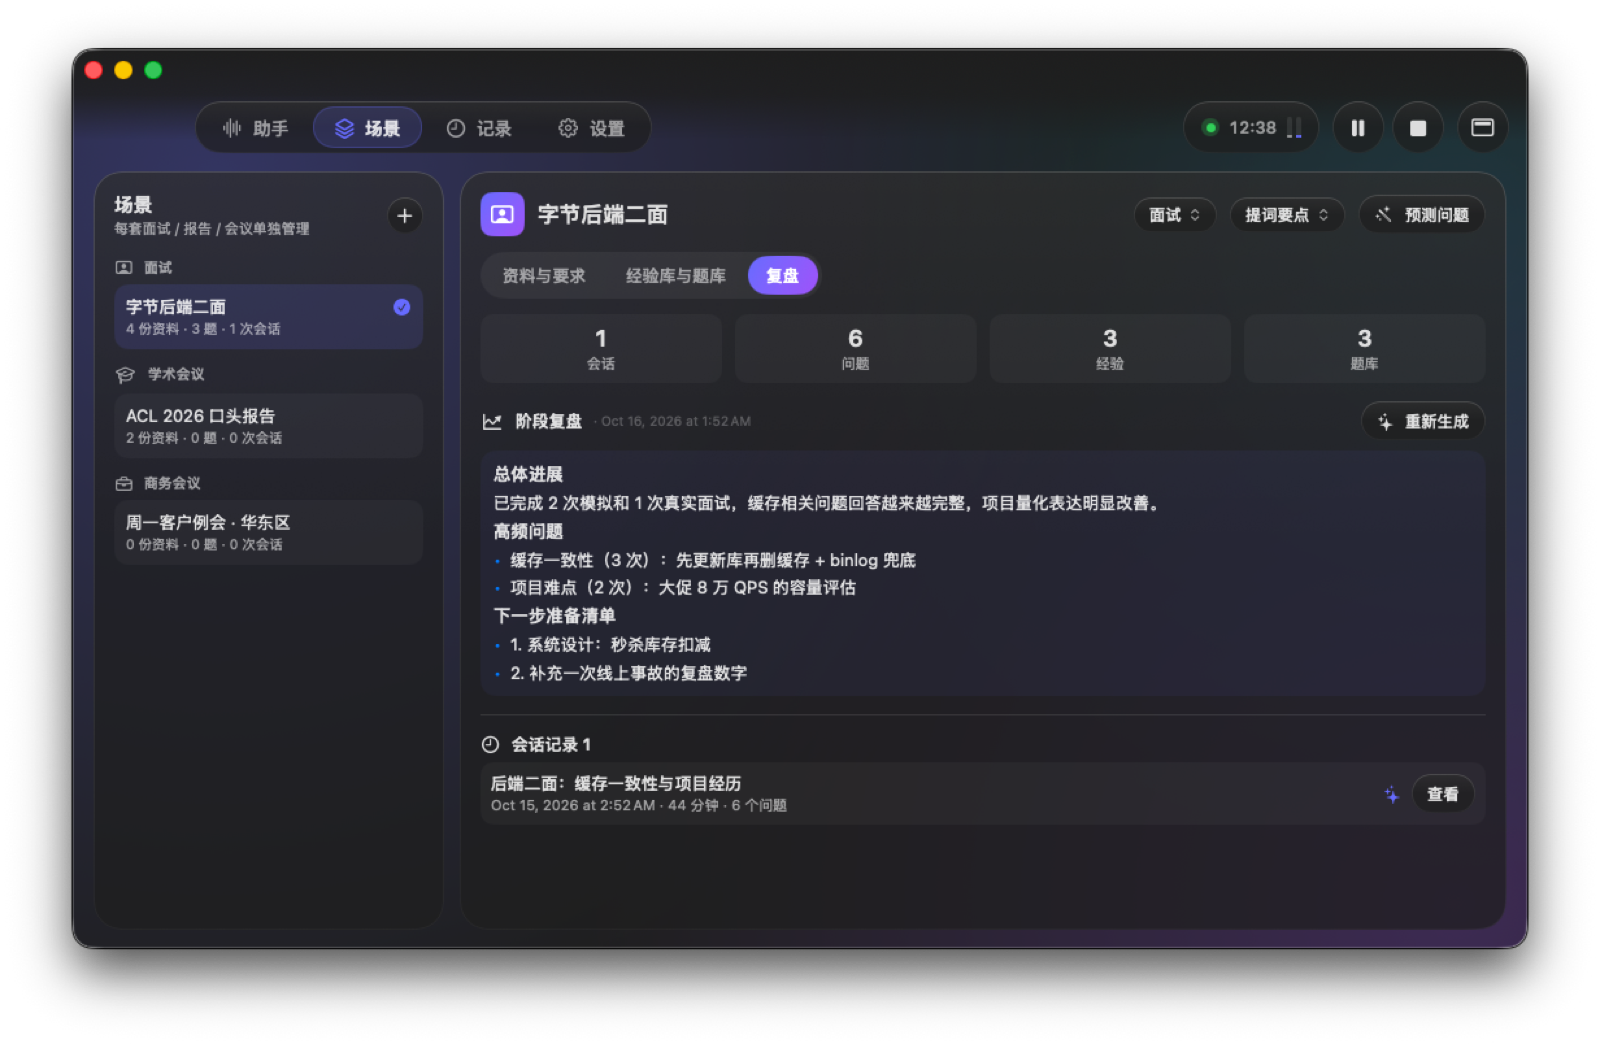 助手
场景
记录
设置
12:38
场景
每套面试 / 报告 / 会议单独管理
面试
字节后端二面
4 份资料 · 3 题 · 1 次会话
学术会议
ACL 2026 口头报告
2 份资料 · 0 题 · 0 次会话
商务会议
周一客户例会 · 华东区
0 份资料 · 0 题 · 0 次会话
字节后端二面
面试
提词要点
预测问题
资料与要求
经验库与题库
复盘
1
会话
6
问题
3
经验
3
题库
阶段复盘 · Oct 16, 2026 at 1:52 AM
重新生成
总体进展
已完成 2 次模拟和 1 次真实面试，缓存相关问题回答越来越完整，项目量化表达明显改善。
高频问题
· 缓存一致性（3 次）：先更新库再删缓存 + binlog 兜底
· 项目难点（2 次）：大促 8 万 QPS 的容量评估
下一步准备清单
· 1. 系统设计：秒杀库存扣减
· 2. 补充一次线上事故的复盘数字
会话记录 1
后端二面：缓存一致性与项目经历
Oct 15, 2026 at 2:52 AM · 44 分钟 · 6 个问题
查看